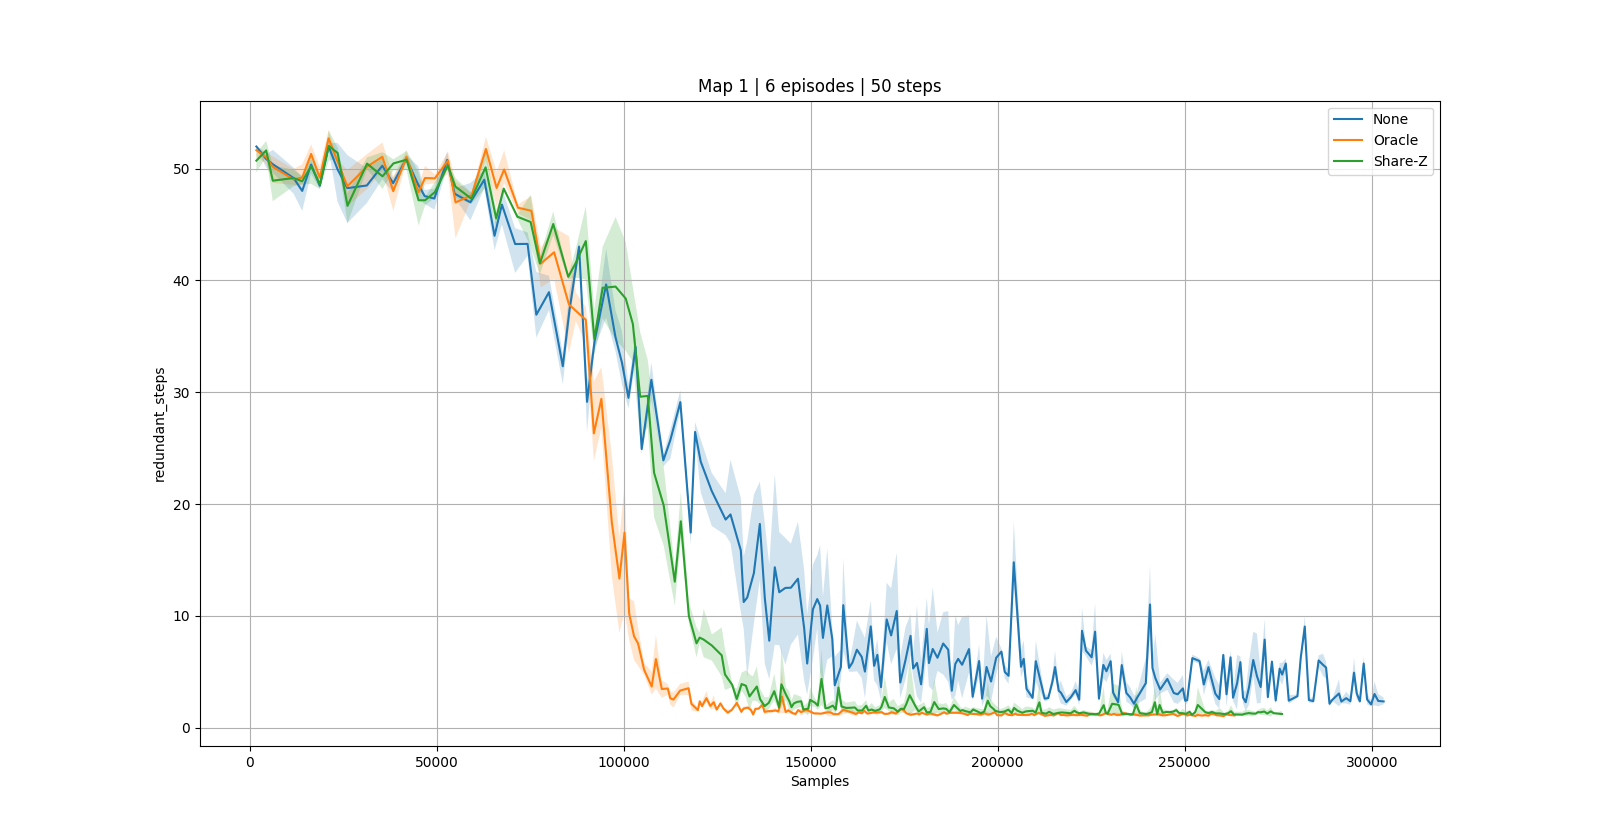 Map 1 | 6 episodes | 50 steps
None
Oracle
Share-Z
redundant_steps
50
40
30
20
10
0
0 50000 100000 150000 200000 250000 300000
Samples